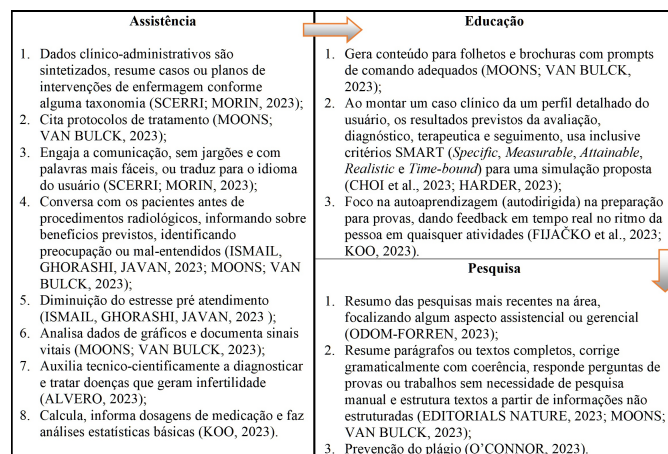 Assistência
1. Dados clínico-administrativos são
sintetizados, resume casos ou planos de
intervenções de enfermagem conforme
alguma taxonomia (SCERRI; MORIN, 2023);
2. Cita protocolos de tratamento (MOONS;
VAN BULCK, 2023);
3. Engaja a comunicação, sem jargões e com
palavras mais fáceis, ou traduz para o idioma
do usuário (SCERRI; MORIN, 2023);
4. Conversa com os pacientes antes de
procedimentos radiológicos, informando sobre
benefícios previstos, identificando
preocupação ou mal-entendidos (ISMAIL,
GHORASHI, JAVAN, 2023; MOONS; VAN
BULCK, 2023);
5. Diminuição do estresse pré atendimento
(ISMAIL, GHORASHI, JAVAN, 2023 );
6. Analisa dados de gráficos e documenta sinais
vitais (MOONS; VAN BULCK, 2023);
7. Auxilia tecnico-cientificamente a diagnosticar
e tratar doenças que geram infertilidade
(ALVERO, 2023);
8. Calcula, informa dosagens de medicação e faz
análises estatísticas básicas (KOO, 2023).
Educação
1. Gera conteúdo para folhetos e brochuras com prompts
de comando adequados (MOONS; VAN BULCK,
2023);
2. Ao montar um caso clínico da um perfil detalhado do
usuário, os resultados previstos da avaliação,
diagnóstico, terapeutica e seguimento, usa inclusive
critérios SMART (Specific, Measurable, Attainable,
Realistic e Time-bound) para uma simulação proposta
(CHOI et al., 2023; HARDER, 2023);
3. Foco na autoaprendizagem (autodirigida) na preparação
para provas, dando feedback em tempo real no ritmo da
pessoa em quaisquer atividades (FIJAČKO et al., 2023;
KOO, 2023).
Pesquisa
1. Resumo das pesquisas mais recentes na área,
focalizando algum aspecto assistencial ou gerencial
(ODOM-FORREN, 2023);
2. Resume parágrafos ou textos completos, corrige
gramaticalmente com coerência, responde perguntas de
provas ou trabalhos sem necessidade de pesquisa
manual e estrutura textos a partir de informações não
estruturadas (EDITORIALS NATURE, 2023; MOONS;
VAN BULCK, 2023);
3. Prevenção do plágio (O’CONNOR, 2023).